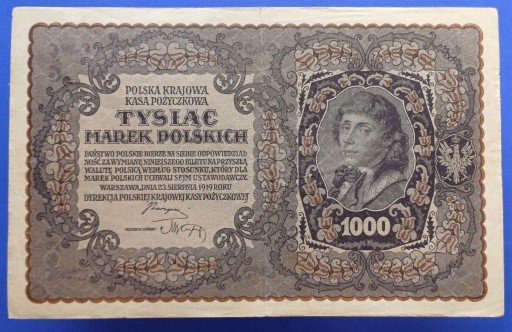 POLSKA KRAJOWA
KASA POŻYCZKOWA
TYSIĄC
MAREK POLSKICH
PAŃSTWO POLSKIE BIERZE NA SIEBIE ODPOWIEDZIAL-
NOŚĆ ZA WYMIANĘ NINIEJSZEGO BILETU NA PRZYSZŁĄ
WALUTĘ POLSKĄ WEDŁUG STOSUNKU, KTÓRY DLA
MAREK POLSKICH UCHWALI SEJM USTAWODAWCZY.
WARSZAWA, DNIA 23. SIERPNIA 1919 ROKU
DYREKCJA POLSKIEJ KRAJOWEJ KASY POŻYCZKOWEJ
1000